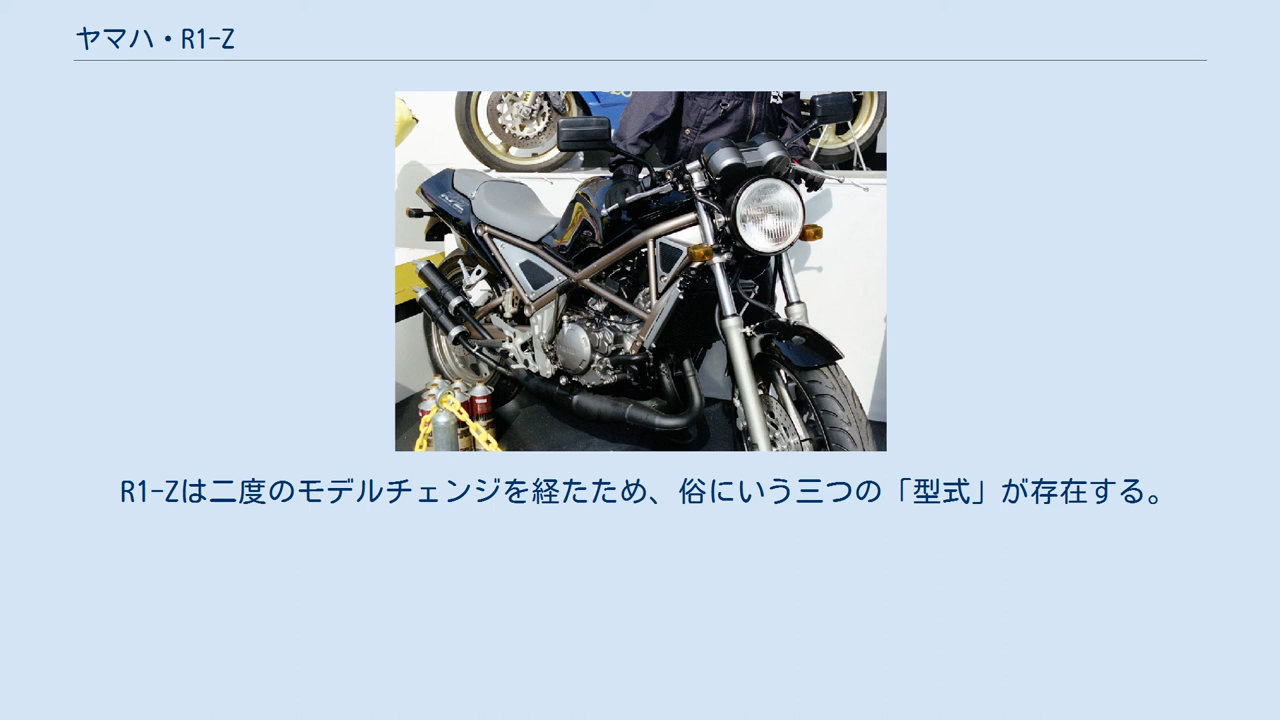 ヤマハ・R1-Z
R1-Zは二度のモデルチェンジを経たため、俗にいう三つの「型式」が存在する。